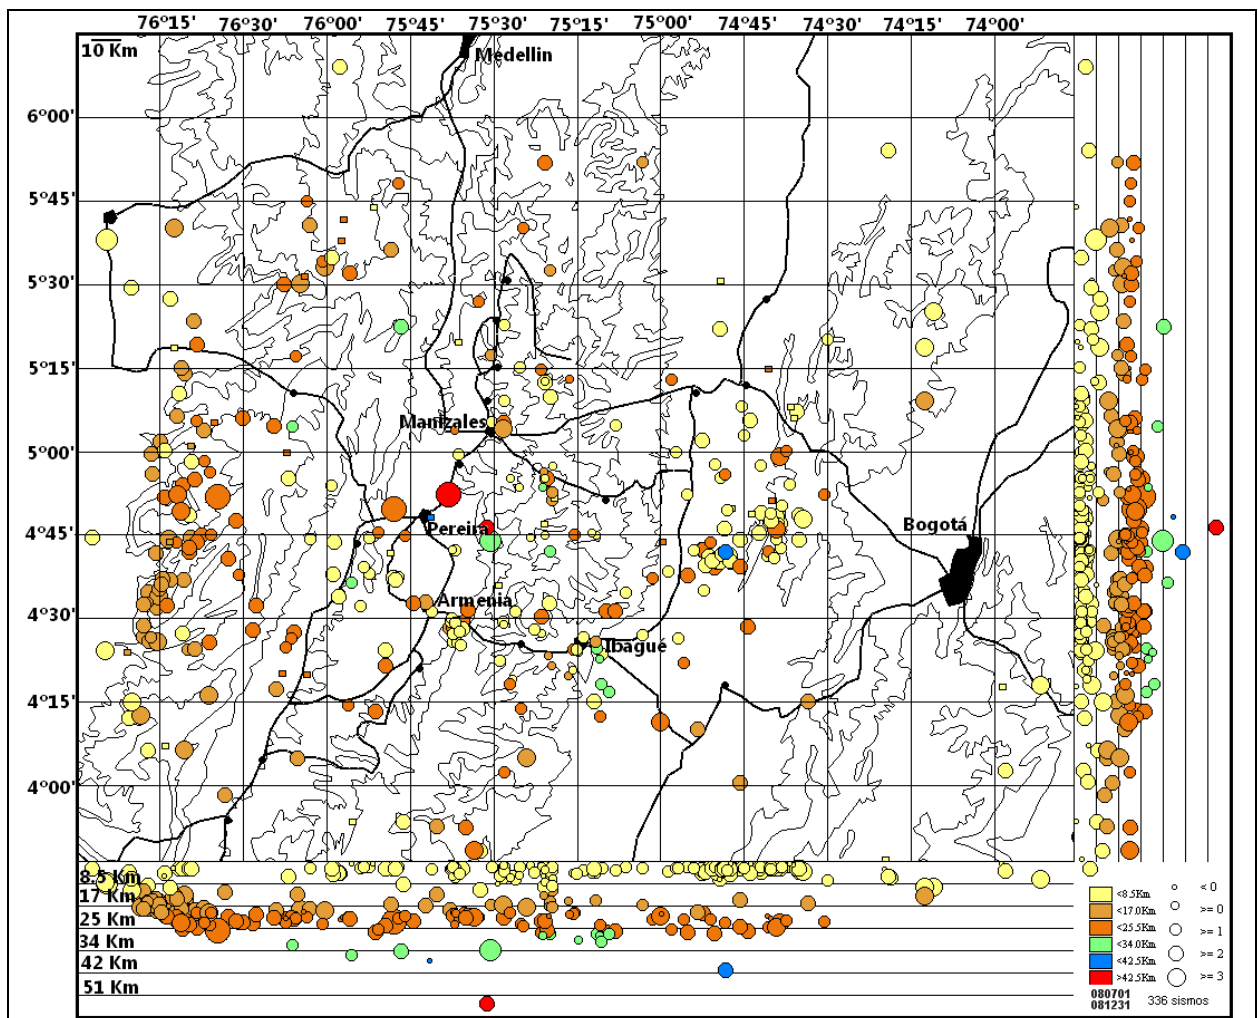 76°15' 76°30' 76°00' 75°45' 75°30' 75°15' 75°00' 74°45' 74°30' 74°15' 74°00'
10 Km
Medellin
6°00'
5°45'
5°30'
5°15'
Manizales
5°00'
Pereira
Bogotá
4°45'
Armenia
4°30'
Ibagué
4°15'
4°00'
8.5 Km
17 Km
25 Km
34 Km
42 Km
51 Km
<8.5Km < 0
<17.0Km >= 0
<25.5Km >= 1
<34.0Km >= 2
<42.5Km >= 3
>42.5Km
080701
081231 336 sismos